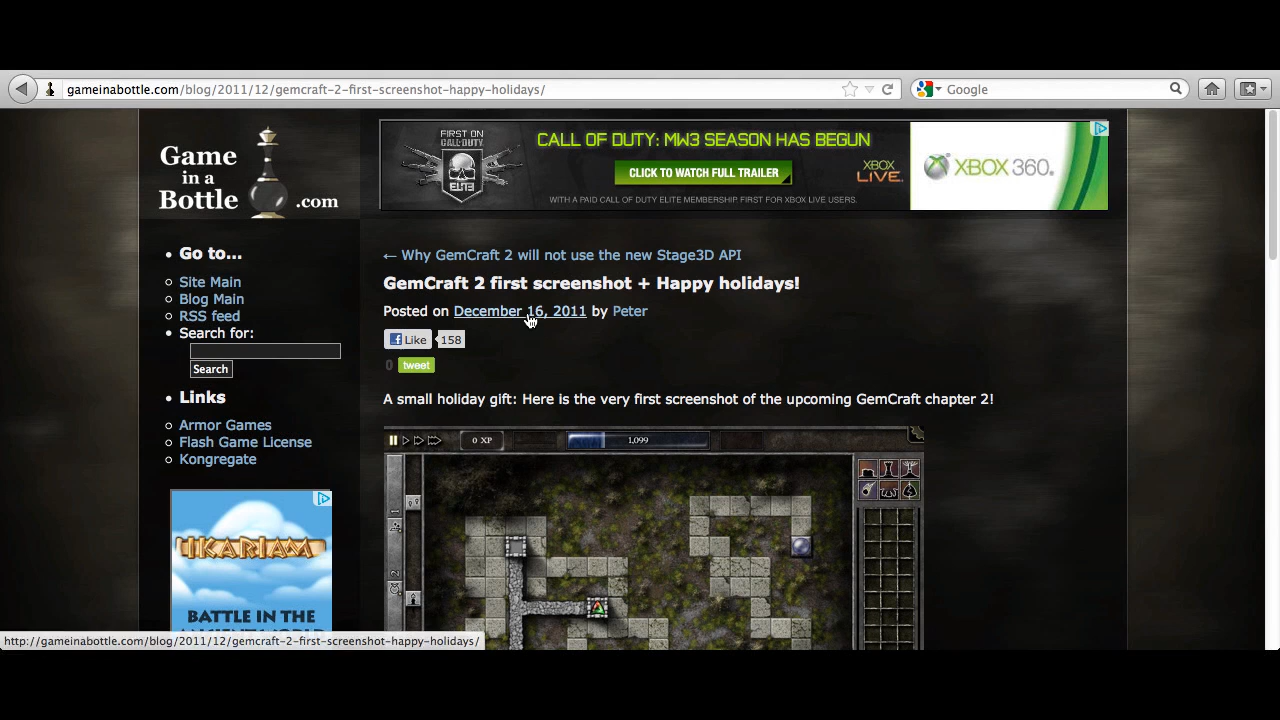 gameinabottle.com/blog/2011/12/gemcraft-2-first-screenshot-happy-holidays/
Google
Game
in a
Bottle
.com
FIRST ON
CALL OF DUTY:
ELITE
CALL OF DUTY: MW3 SEASON HAS BEGUN
CLICK TO WATCH FULL TRAILER
WITH A PAID CALL OF DUTY ELITE MEMBERSHIP. FIRST FOR XBOX LIVE USERS.
XBOX
LIVE.
XBOX 360.
Go to...
Site Main
Blog Main
RSS feed
Search for:
Search
Links
Armor Games
Flash Game License
Kongregate
IKARIAM
BATTLE IN THE
← Why GemCraft 2 will not use the new Stage3D API
GemCraft 2 first screenshot + Happy holidays!
Posted on December 16, 2011 by Peter
Like 158
0 tweet
A small holiday gift: Here is the very first screenshot of the upcoming GemCraft chapter 2!
0 XP
1,099
1
2
http://gameinabottle.com/blog/2011/12/gemcraft-2-first-screenshot-happy-holidays/